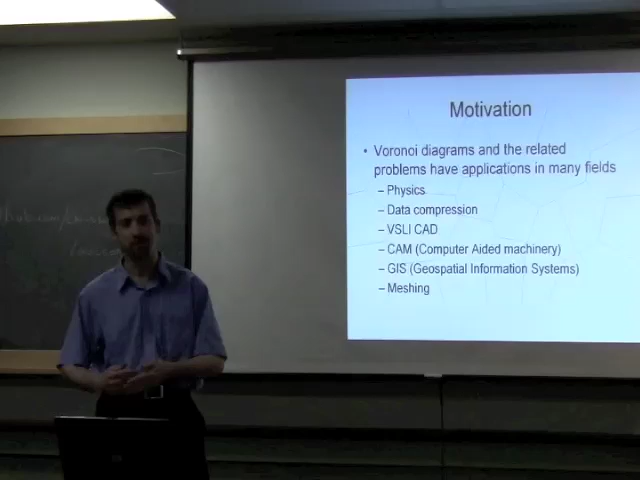 Motivation
• Voronoi diagrams and the related
problems have applications in many fields
– Physics
– Data compression
– VSLI CAD
– CAM (Computer Aided machinery)
– GIS (Geospatial Information Systems)
– Meshing